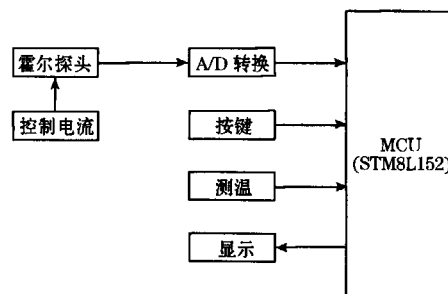 霍尔探头
A/D 转换
控制电流
按键
测温
显示
MCU
(STM8L152)